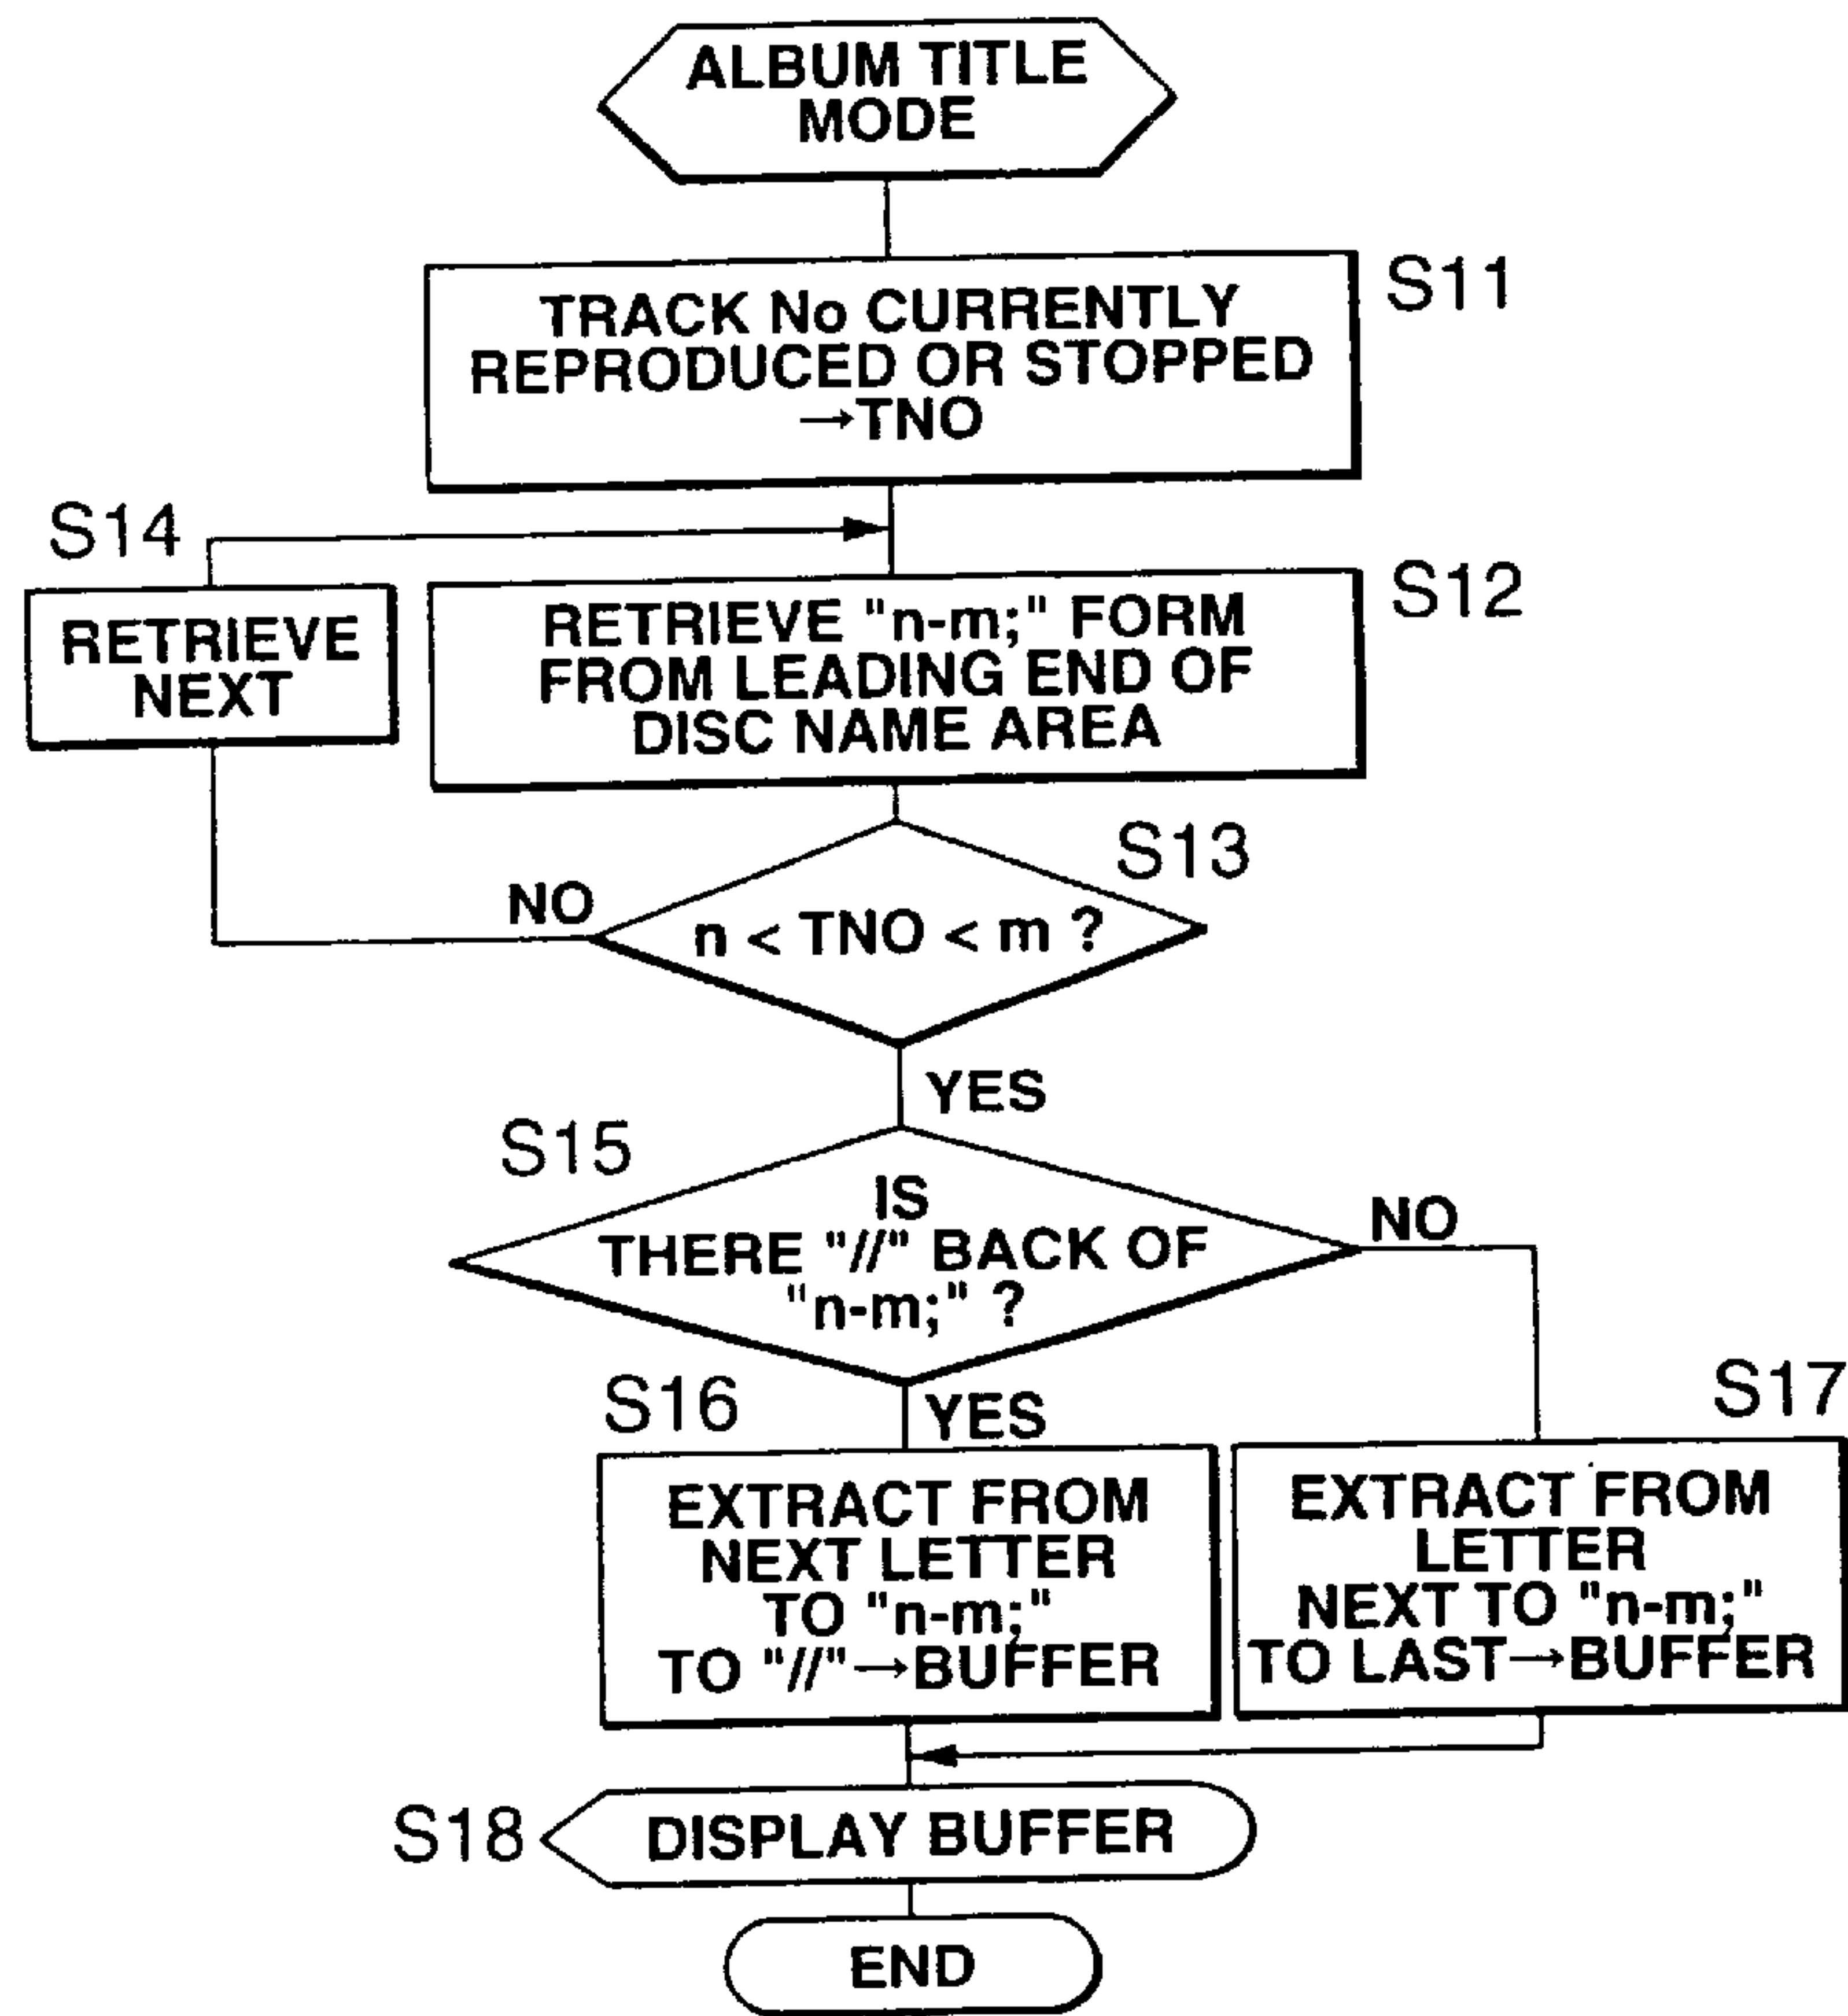 ALBUM TITLE
MODE
S11
TRACK No CURRENTLY
REPRODUCED OR STOPPED
→TNO
S14
RETRIEVE
NEXT
S12
RETRIEVE "n-m;" FORM
FROM LEADING END OF
DISC NAME AREA
S13
NO
n < TNO < m ?
YES
S15
IS
THERE "//" BACK OF
"n-m;" ?
NO
S16
YES
EXTRACT FROM
NEXT LETTER
TO "n-m;"
TO "//"→BUFFER
S17
EXTRACT FROM
LETTER
NEXT TO "n-m;"
TO LAST→BUFFER
S18
DISPLAY BUFFER
END